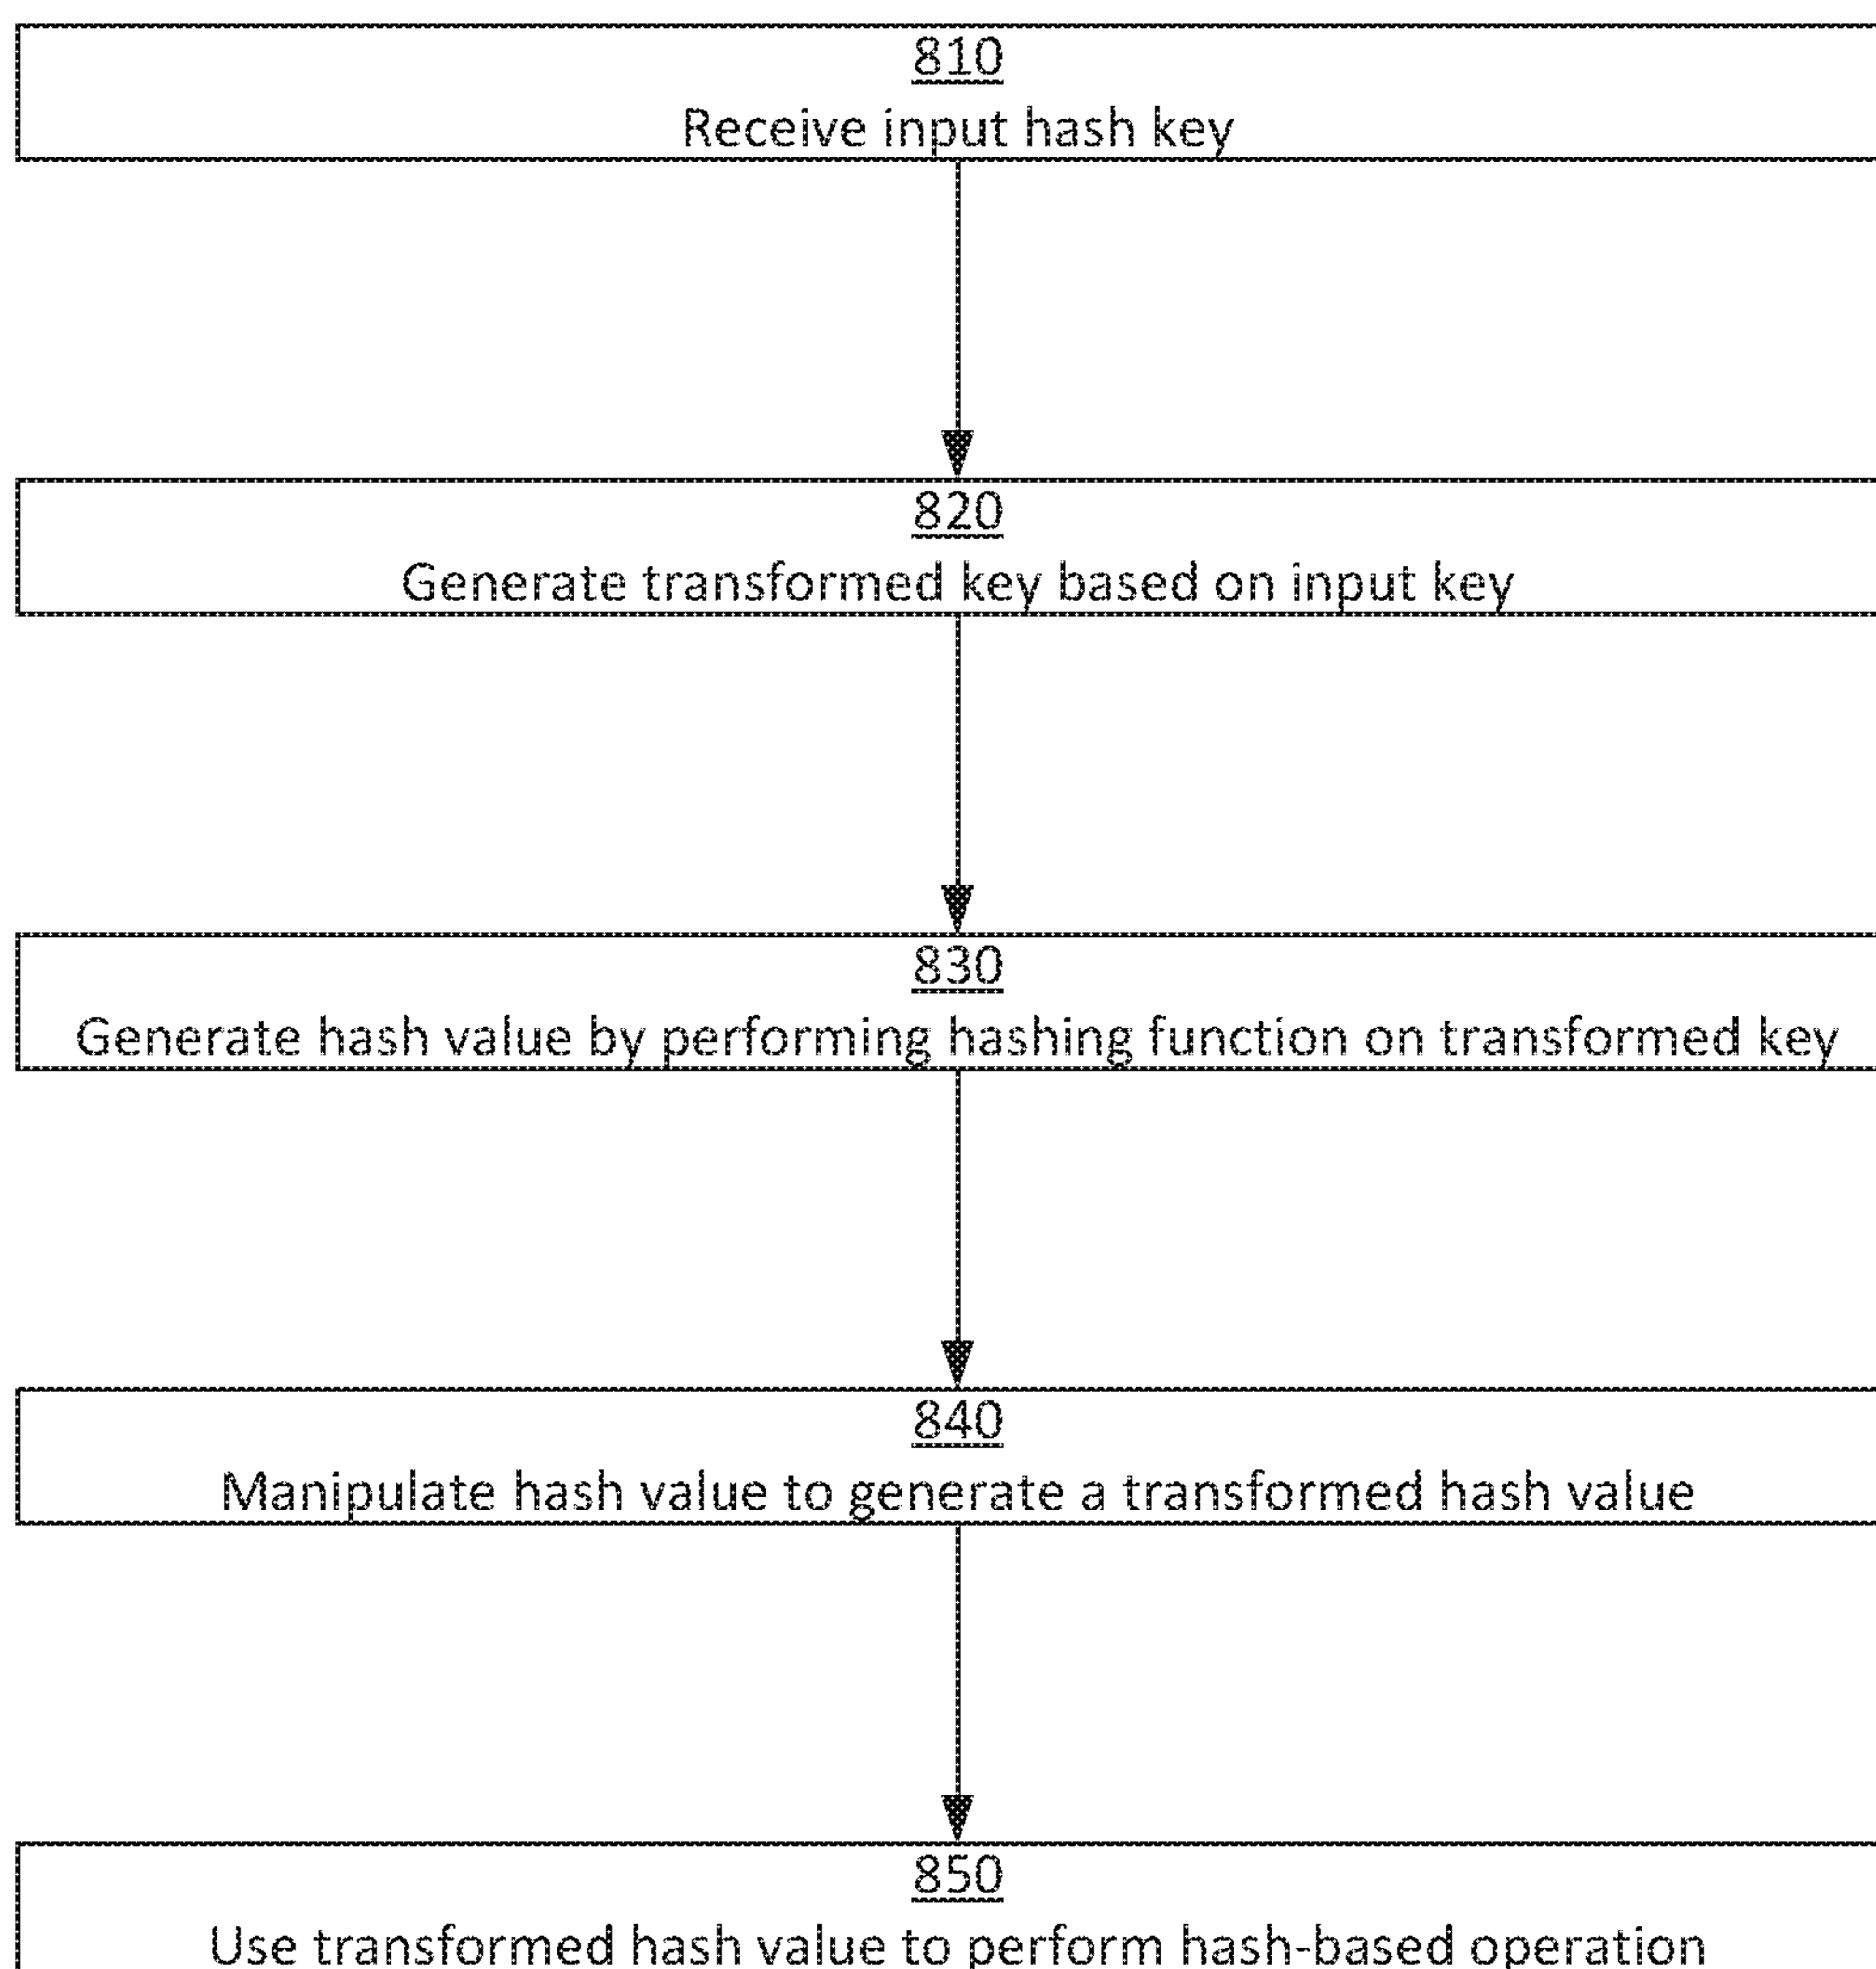 810
Receive input hash key
820
Generate transformed key based on input key
830
Generate hash value by performing hashing function on transformed key
840
Manipulate hash value to generate a transformed hash value
850
Use transformed hash value to perform hash-based operation